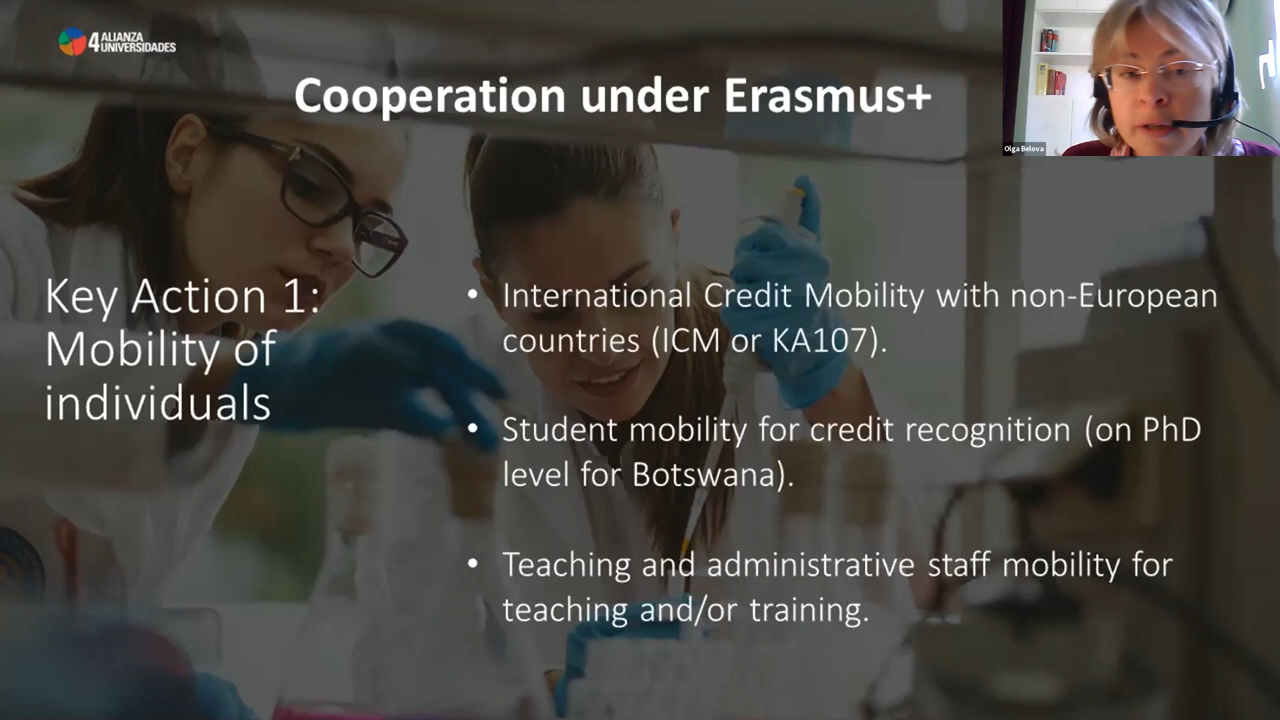 4 ALIANZA
UNIVERSIDADES
Cooperation under Erasmus+
Olga Belova
Key Action 1:
Mobility of
individuals
• International Credit Mobility with non-European
countries (ICM or KA107).
• Student mobility for credit recognition (on PhD
level for Botswana).
• Teaching and administrative staff mobility for
teaching and/or training.